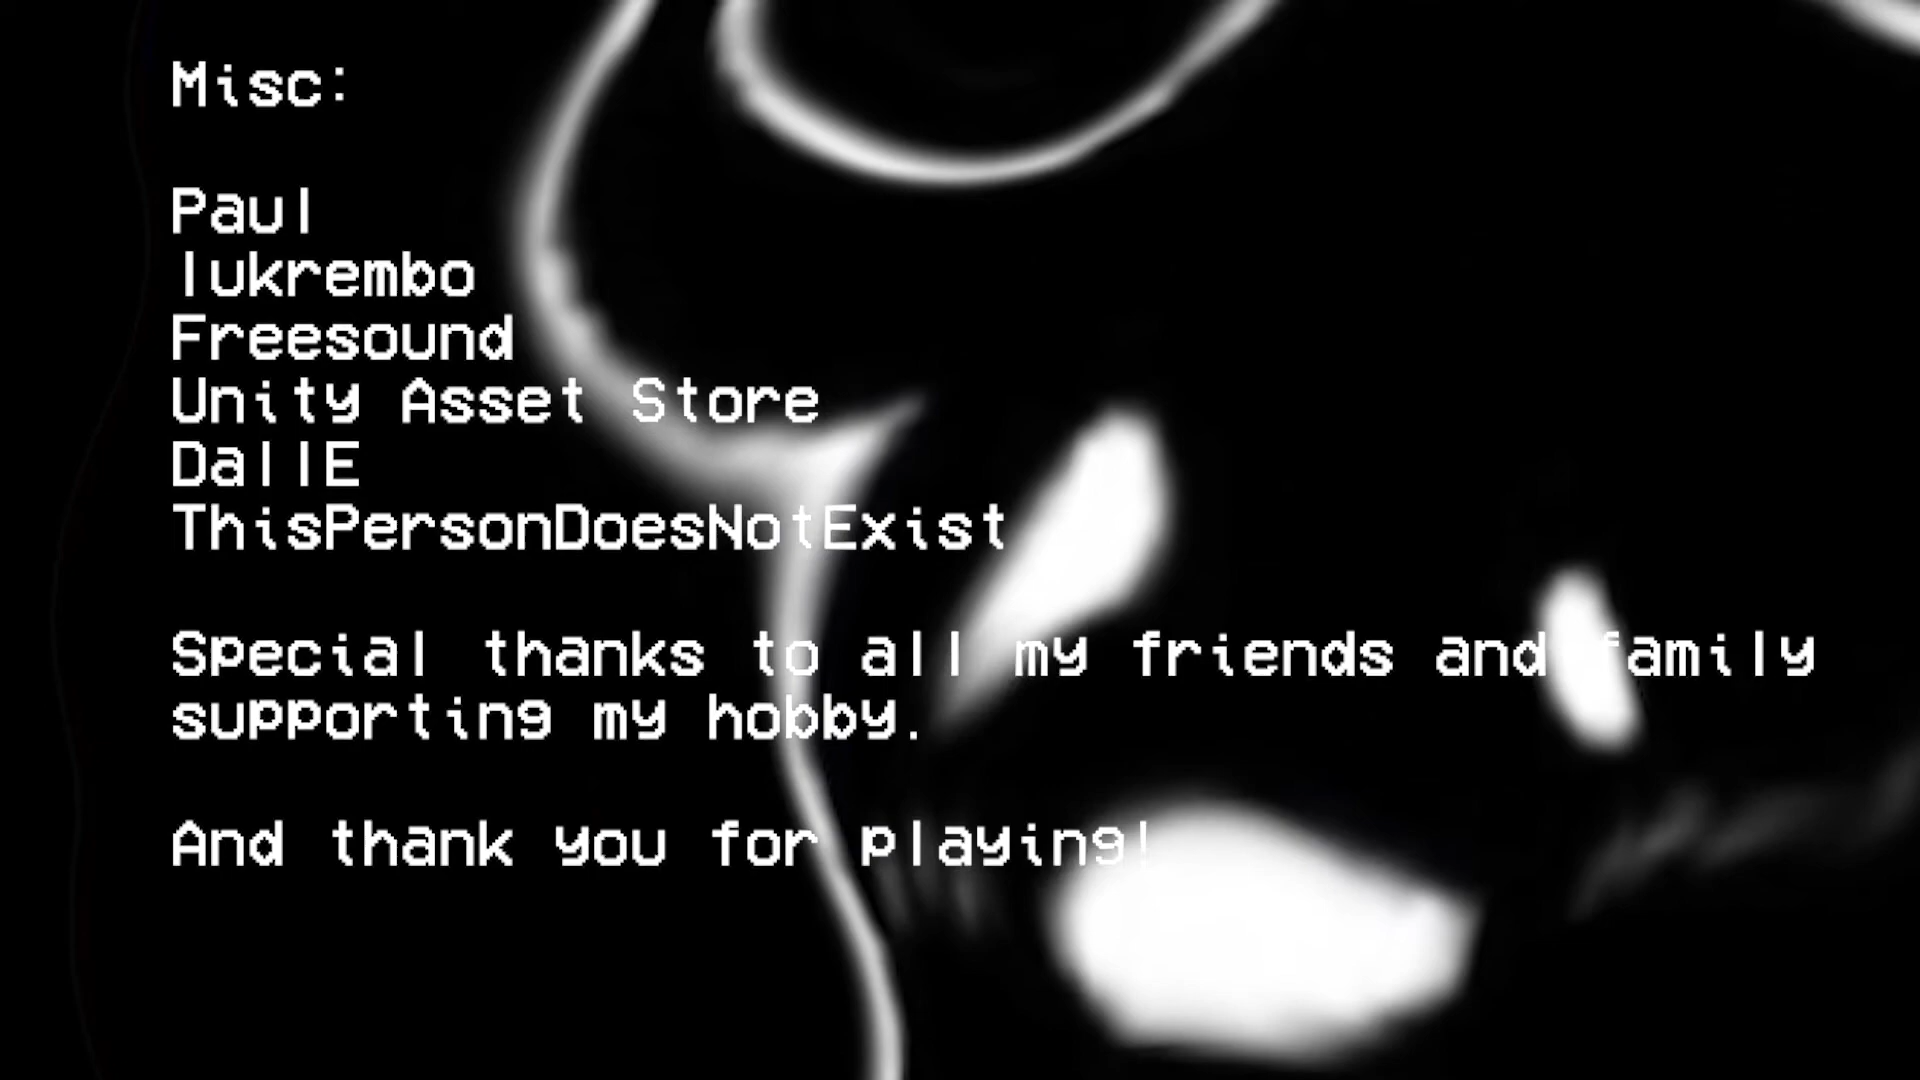 Misc:
Paul
lukrembo
Freesound
Unity Asset Store
DallE
ThisPersonDoesNotExist
Special thanks to all my friends and family
supporting my hobby.
And thank you for playing!